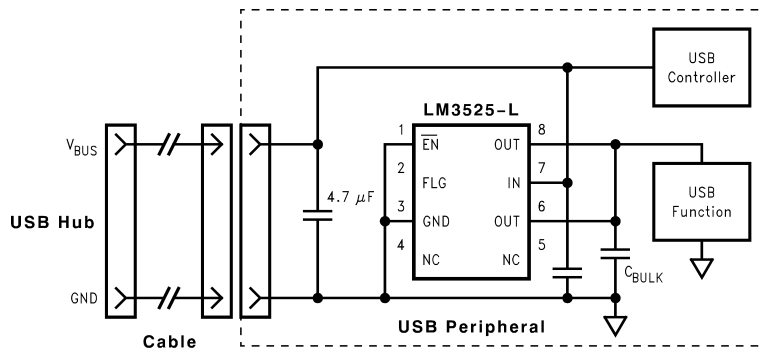 USB
Controller
LM3525-L
1
8
EN
OUT
V_BUS
2
7
FLG
IN
USB
Function
4.7 μF
3
6
GND
OUT
USB Hub
4
5
NC
NC
C_BULK
GND
Cable
USB Peripheral